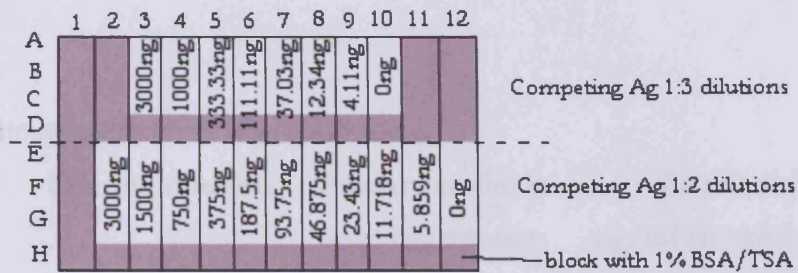 1 2 3 4 5 6 7 8 9 10 11 12
A
B
C
D
E
F
G
H
3000ng 1000ng 333.33ng 111.11ng 37.03ng 12.34ng 4.11ng 0ng
Competing Ag 1:3 dilutions
3000ng 1500ng 750ng 375ng 187.5ng 93.75ng 46.875ng 23.43ng 11.718ng 5.859ng 0ng
Competing Ag 1:2 dilutions
block with 1% BSA/TSA